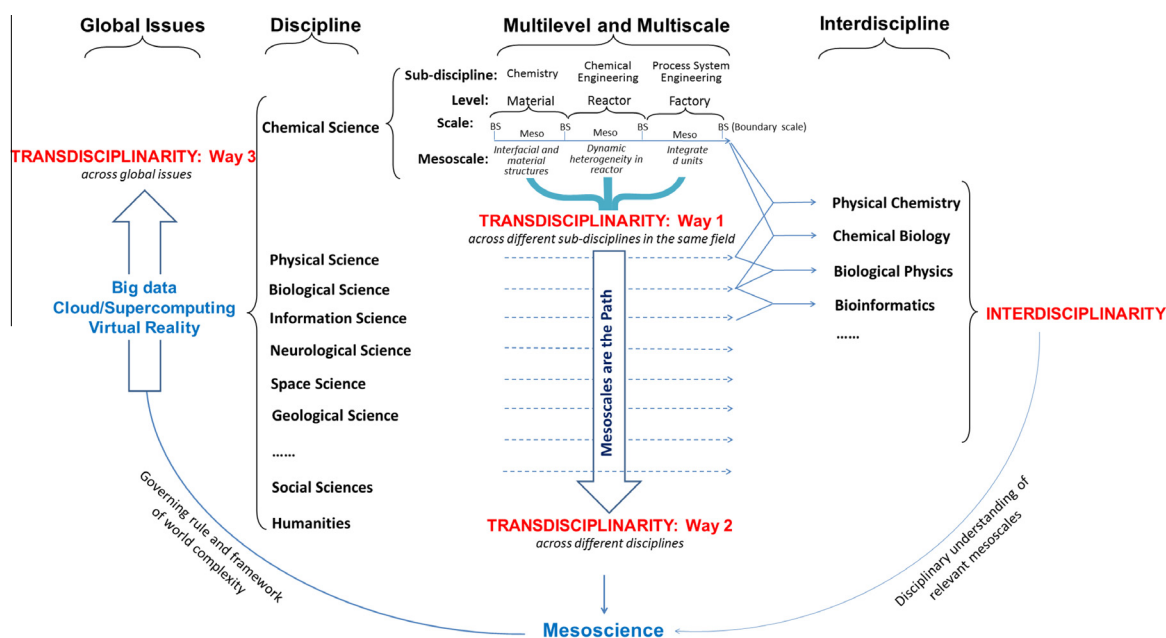 Global Issues
Discipline
Multilevel and Multiscale
Interdiscipline
Sub-discipline:
Chemistry
Chemical
Engineering
Process System
Engineering
Level:
Material
Reactor
Factory
Scale:
BS
BS
BS
BS (Boundary scale)
Meso
Meso
Meso
Mesoscale:
Interfacial and
material
structures
Dynamic
heterogeneity in
reactor
Integrate
d units
Chemical Science
TRANSDISCIPLINARITY: Way 3
across global issues
TRANSDISCIPLINARITY: Way 1
across different sub-disciplines in the same field
Big data
Cloud/Supercomputing
Virtual Reality
Physical Science
Biological Science
Information Science
Neurological Science
Space Science
Geological Science
......
Social Sciences
Humanities
Mesoscales are the Path
Physical Chemistry
Chemical Biology
Biological Physics
Bioinformatics
......
INTERDISCIPLINARITY
TRANSDISCIPLINARITY: Way 2
across different disciplines
Governing rule and framework
of world complexity
Disciplinary understanding of
relevant mesoscales
Mesoscience